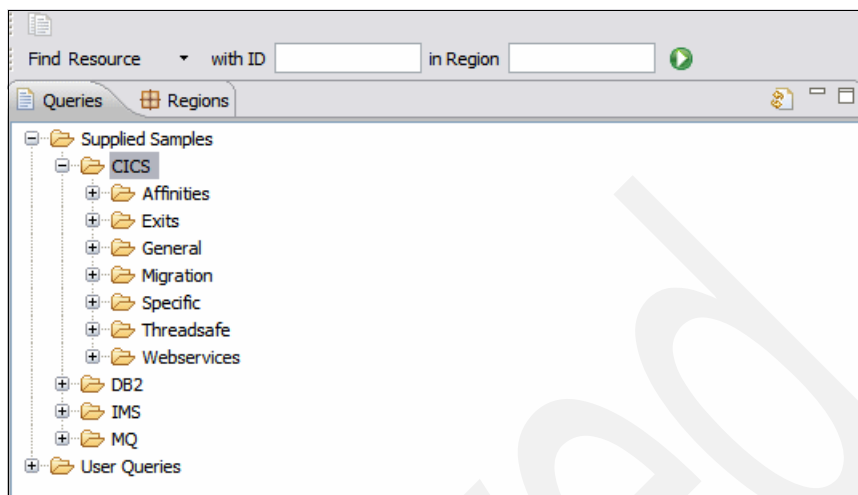 Find Resource with ID in Region
Queries Regions
Supplied Samples
CICS
Affinities
Exits
General
Migration
Specific
Threadsafe
Webservices
DB2
IMS
MQ
User Queries